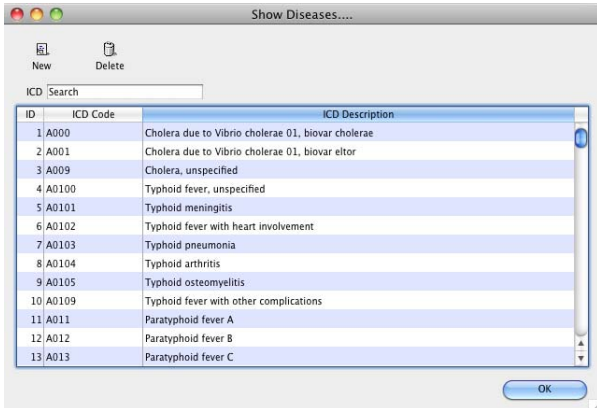 Show Diseases....
New Delete
ICD Search
ID ICD Code ICD Description
1 A000 Cholera due to Vibrio cholerae 01, biovar cholerae
2 A001 Cholera due to Vibrio cholerae 01, biovar eltor
3 A009 Cholera, unspecified
4 A0100 Typhoid fever, unspecified
5 A0101 Typhoid meningitis
6 A0102 Typhoid fever with heart involvement
7 A0103 Typhoid pneumonia
8 A0104 Typhoid arthritis
9 A0105 Typhoid osteomyelitis
10 A0109 Typhoid fever with other complications
11 A011 Paratyphoid fever A
12 A012 Paratyphoid fever B
13 A013 Paratyphoid fever C
OK